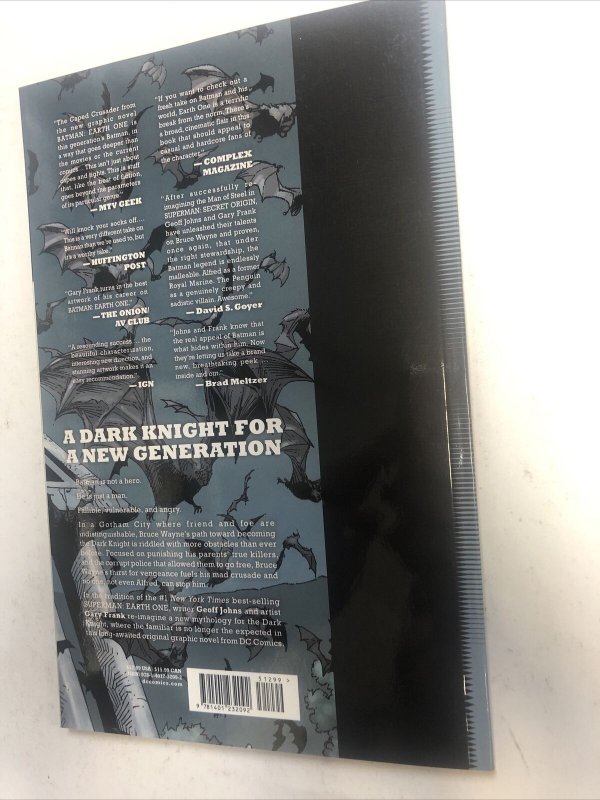 "The Caped Crusader from
the new graphic novel
BATMAN: EARTH ONE is
this generation's Batman, in
a way that goes deeper than
the movies or the current
comics. This isn't just about
capes and tights. This is stuff
that, like the best of fiction,
goes beyond the parameters
of its particular genre."
— MTV GEEK
"Will knock your socks off....
This is a very different take on
Batman than we're used to, but
it's a worthy take."
— HUFFINGTON
POST
"Gary Frank turns in the best
artwork of his career on
BATMAN: EARTH ONE."
— THE ONION/
AV CLUB
"A resounding success ... the
beautiful characterization,
interesting new direction, and
stunning artwork makes it an
easy recommendation."
— IGN
"If you want to check out a
fresh take on Batman and his
world, Earth One is a terrific
break from the norm. There's
a broad, cinematic flair in this
book that should appeal to
casual and hardcore fans of
the character."
— COMPLEX
MAGAZINE
"After successfully re
imagining the Man of Steel in
SUPERMAN: SECRET ORIGIN,
Geoff Johns and Gary Frank
have unleashed their talents
on Bruce Wayne and proven,
once again, that under
the right stewardship, the
Batman legend is endlessly
malleable. Alfred as a former
Royal Marine. The Penguin
as a genuinely creepy and
sadistic villain. Awesome."
— David S. Goyer
"Johns and Frank know that
the real appeal of Batman is
what hides within him. Now
they're letting us take a brand
new, breathtaking peek
inside and out."
— Brad Meltzer
A DARK KNIGHT FOR
A NEW GENERATION
Batman is not a hero.
He is just a man.
Fallible, vulnerable, and angry.
In a Gotham City where friend and foe are
indistinguishable, Bruce Wayne's path toward becoming
the Dark Knight is riddled with more obstacles than ever
before. Focused on punishing his parents' true killers,
and the corrupt police that allowed them to go free, Bruce
Wayne's thirst for vengeance fuels his mad crusade and
no one, not even Alfred, can stop him.
In the tradition of the #1 New York Times best-selling
SUPERMAN: EARTH ONE, writer Geoff Johns and artist
Gary Frank re-imagine a new mythology for the Dark
Knight, where the familiar is no longer the expected in
this long-awaited original graphic novel from DC Comics.
$12.99 USA $15.99 CAN
ISBN: 978-1-4012-3209-2
dccomics.com
51299 >
9 781401 232092